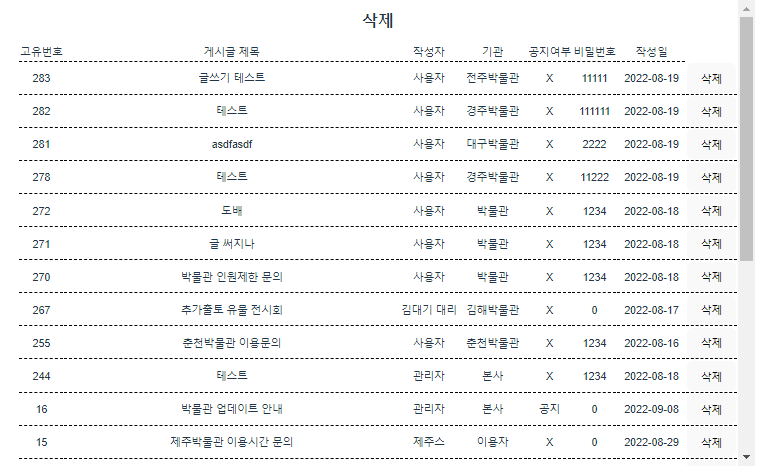 삭제
고유번호 게시글 제목 작성자 기관 공지여부 비밀번호 작성일
283 글쓰기 테스트 사용자 전주박물관 X 11111 2022-08-19 삭제
282 테스트 사용자 경주박물관 X 111111 2022-08-19 삭제
281 asdfasdf 사용자 대구박물관 X 2222 2022-08-19 삭제
278 테스트 사용자 경주박물관 X 11222 2022-08-19 삭제
272 도배 사용자 박물관 X 1234 2022-08-18 삭제
271 글 써지나 사용자 박물관 X 1234 2022-08-18 삭제
270 박물관 인원제한 문의 사용자 박물관 X 1234 2022-08-18 삭제
267 추가출토 유물 전시회 김대기 대리 김해박물관 X 0 2022-08-17 삭제
255 춘천박물관 이용문의 사용자 춘천박물관 X 1234 2022-08-16 삭제
244 테스트 관리자 본사 X 1234 2022-08-18 삭제
16 박물관 업데이트 안내 관리자 본사 공지 0 2022-09-08 삭제
15 제주박물관 이용시간 문의 제주스 이용자 X 0 2022-08-29 삭제